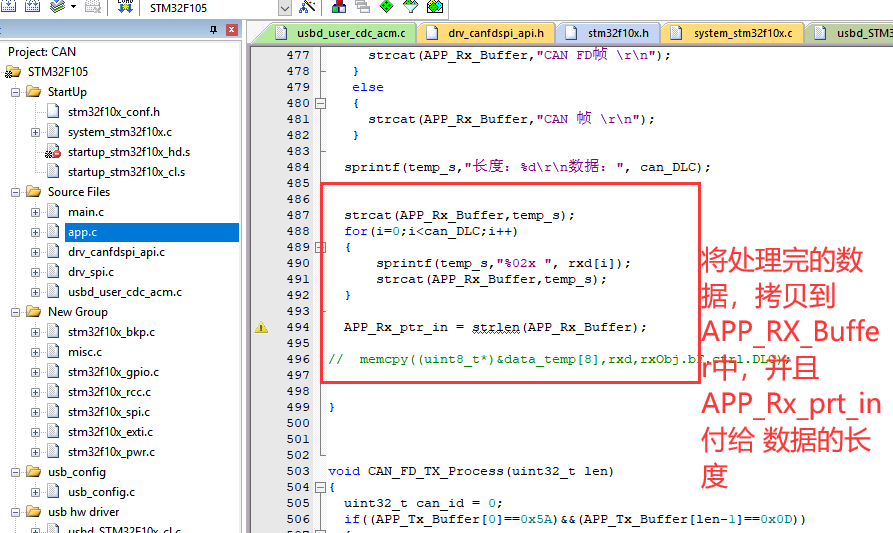 STM32F105
Project: CAN
STM32F105
StartUp
stm32f10x_conf.h
system_stm32f10x.c
startup_stm32f10x_hd.s
startup_stm32f10x_cl.s
Source Files
main.c
app.c
drv_canfdspi_api.c
drv_spi.c
usbd_user_cdc_acm.c
New Group
stm32f10x_bkp.c
misc.c
stm32f10x_gpio.c
stm32f10x_rcc.c
stm32f10x_spi.c
stm32f10x_exti.c
stm32f10x_pwr.c
usb_config
usb_config.c
usb hw driver
usbd_STM32F10x_cl.c
usbd_user_cdc_acm.c drv_canfdspi_api.h stm32f10x.h system_stm32f10x.c usbd_STM
477 strcat(APP_Rx_Buffer,"CAN FD帧 \r\n");
478 }
479 else
480 {
481 strcat(APP_Rx_Buffer,"CAN 帧 \r\n");
482 }
483
484 sprintf(temp_s,"长度: %d\r\n数据: ", can_DLC);
485
486
487 strcat(APP_Rx_Buffer,temp_s);
488 for(i=0;i<can_DLC;i++)
489 {
490 sprintf(temp_s,"%02x ", rxd[i]);
491 strcat(APP_Rx_Buffer,temp_s);
492 }
493
494 APP_Rx_ptr_in = strlen(APP_Rx_Buffer);
495
496 // memcpy((uint8_t*)&data_temp[8],rxd,rxObj.bF.ctrl.DLC);
497
498
499 }
500
501
502
503 void CAN_FD_TX_Process(uint32_t len)
504 {
505 uint32_t can_id = 0;
506 if((APP_Tx_Buffer[0]==0x5A)&&(APP_Tx_Buffer[len-1]==0x0D))
将处理完的数
据，拷贝到
APP_RX_Buffe
r中，并且
APP_Rx_prt_in
付给 数据的长
度